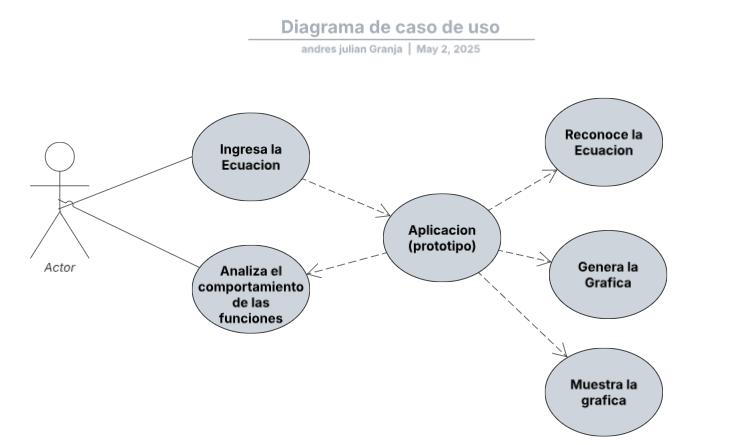 Diagrama de caso de uso
andres julian Granja | May 2, 2025
Ingresa la
Ecuacion
Reconoce la
Ecuacion
Aplicacion
(prototipo)
Actor
Analiza el
comportamiento
de las
funciones
Genera la
Grafica
Muestra la
grafica